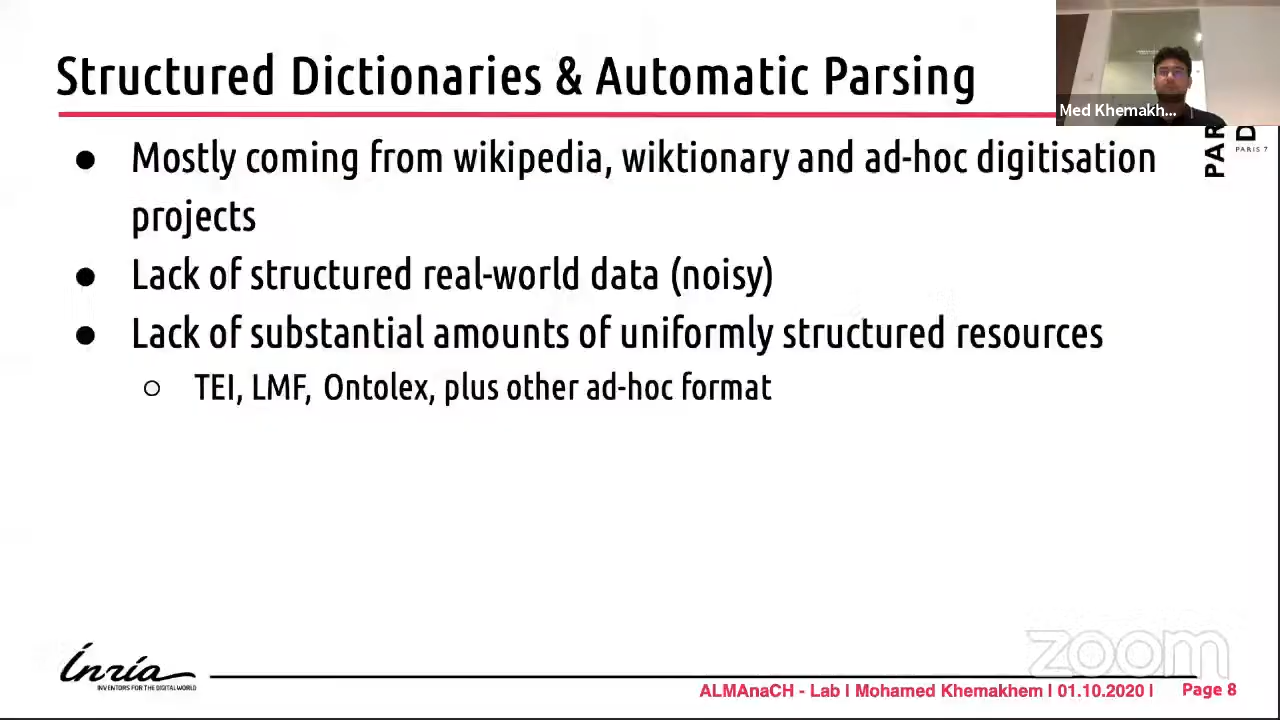 Structured Dictionaries & Automatic Parsing
Med Khemakh...
PAR
D
PARIS 7
● Mostly coming from wikipedia, wiktionary and ad-hoc digitisation
projects
● Lack of structured real-world data (noisy)
● Lack of substantial amounts of uniformly structured resources
○ TEI, LMF, Ontolex, plus other ad-hoc format
zoom
Inría
INVENTORS FOR THE DIGITAL WORLD
ALMAnaCH - Lab I Mohamed Khemakhem I 01.10.2020 I Page 8